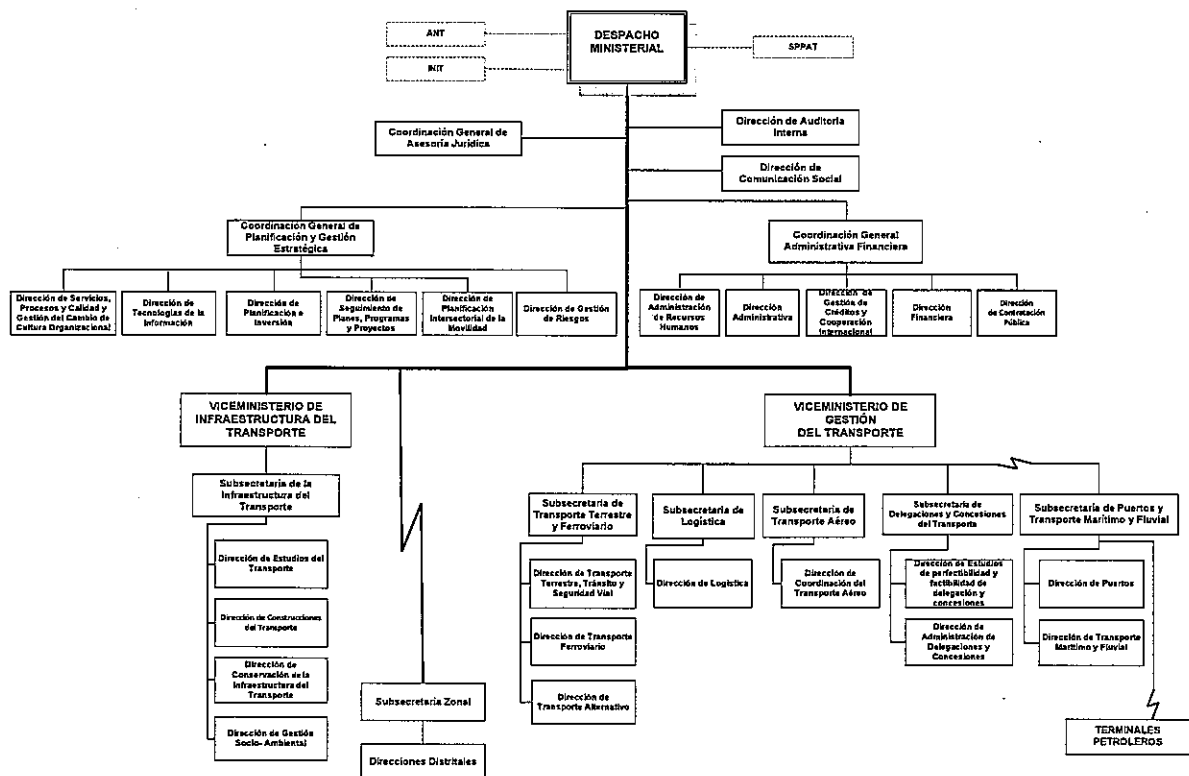 ANT
INIT
DESPACHO
MINISTERIAL
SPPAT
Coordinación General de
Asesoría Jurídica
Dirección de Auditoría
Interna
Dirección de
Comunicación Social
Coordinación General de
Planificación y Gestión
Estratégica
Coordinación General
Administrativa Financiera
Dirección de Servicios,
Procesos y Calidad y
Gestión del Cambio de
Cultura Organizacional
Dirección de
Tecnologías de la
Información
Dirección de
Planificación e
Inversión
Dirección de
Seguimiento de
Planes, Programas
y Proyectos
Dirección de
Planificación
Intersectorial de la
Movilidad
Dirección de Gestión
de Riesgos
Dirección de
Administración
de Recursos
Humanos
Dirección
Administrativa
Dirección de
Gestión de
Créditos y
Cooperación
Internacional
Dirección
Financiera
Dirección
de Contratación
Pública
VICEMINISTERIO DE
INFRAESTRUCTURA DEL
TRANSPORTE
VICEMINISTERIO DE
GESTIÓN
DEL TRANSPORTE
Subsecretaria de la
Infraestructura del
Transporte
Dirección de Estudios del
Transporte
Dirección de Construcciones
del Transporte
Dirección de
Conservación de la
Infraestructura del
Transporte
Dirección de Gestión
Socio- Ambiental
Subsecretaria Zonal
Direcciones Distritales
Subsecretaría de
Transporte Terrestre
y Ferroviario
Dirección de Transporte
Terrestre, Tránsito y
Seguridad Vial
Dirección de Transporte
Ferroviario
Dirección de
Transporte Alternativo
Subsecretaría de
Logística
Dirección de Logística
Subsecretaría de
Transporte Aéreo
Dirección de
Coordinación del
Transporte Aéreo
Subsecretaría de
Delegaciones y Concesiones
del Transporte
Dirección de Estudios
de perfectibilidad y
factibilidad de
delegación y
concesiones
Dirección de
Administración de
Delegaciones y
Concesiones
Subsecretaría de Puertos y
Transporte Marítimo y Fluvial
Dirección de Puertos
Dirección de Transporte
Marítimo y Fluvial
TERMINALES
PETROLEROS